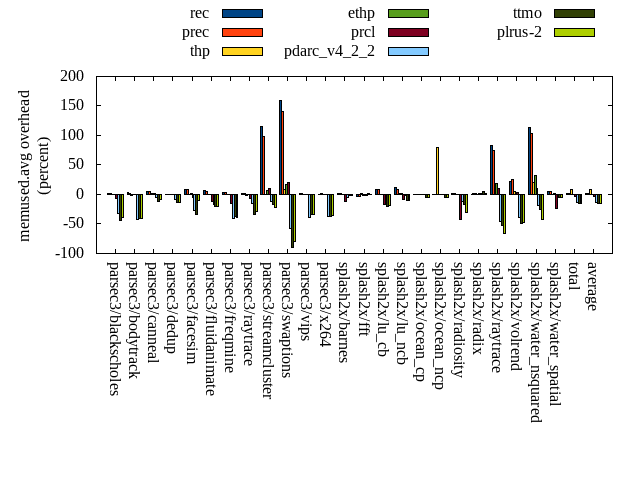 rec
prec
thp
ethp
prcl
pdarc_v4_2_2
ttmo
plrus-2
memused.avg overhead
(percent)
200
150
100
50
0
-50
-100
parsec3/blackscholes
parsec3/bodytrack
parsec3/canneal
parsec3/dedup
parsec3/facesim
parsec3/fluidanimate
parsec3/freqmine
parsec3/raytrace
parsec3/streamcluster
parsec3/swaptions
parsec3/vips
parsec3/x264
splash2x/barnes
splash2x/fft
splash2x/lu_cb
splash2x/lu_ncb
splash2x/ocean_cp
splash2x/ocean_ncp
splash2x/radiosity
splash2x/radix
splash2x/raytrace
splash2x/volrend
splash2x/water_nsquared
splash2x/water_spatial
total
average